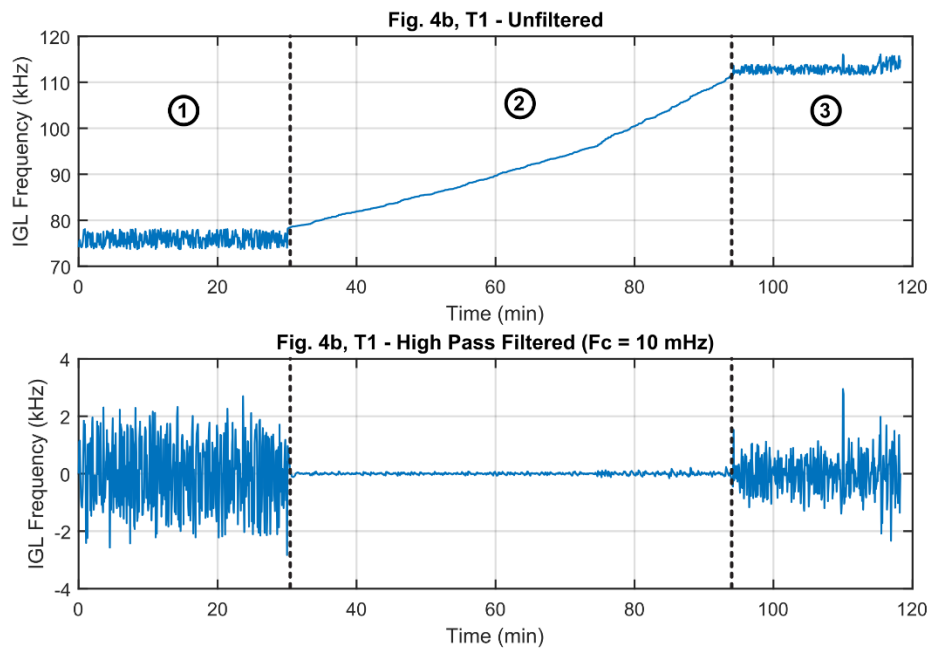 Fig. 4b, T1 - Unfiltered
120
110
100
90
80
70
IGL Frequency (kHz)
1
2
3
0 20 40 60 80 100 120
Time (min)
Fig. 4b, T1 - High Pass Filtered (Fc = 10 mHz)
4
2
0
-2
-4
IGL Frequency (kHz)
0 20 40 60 80 100 120
Time (min)